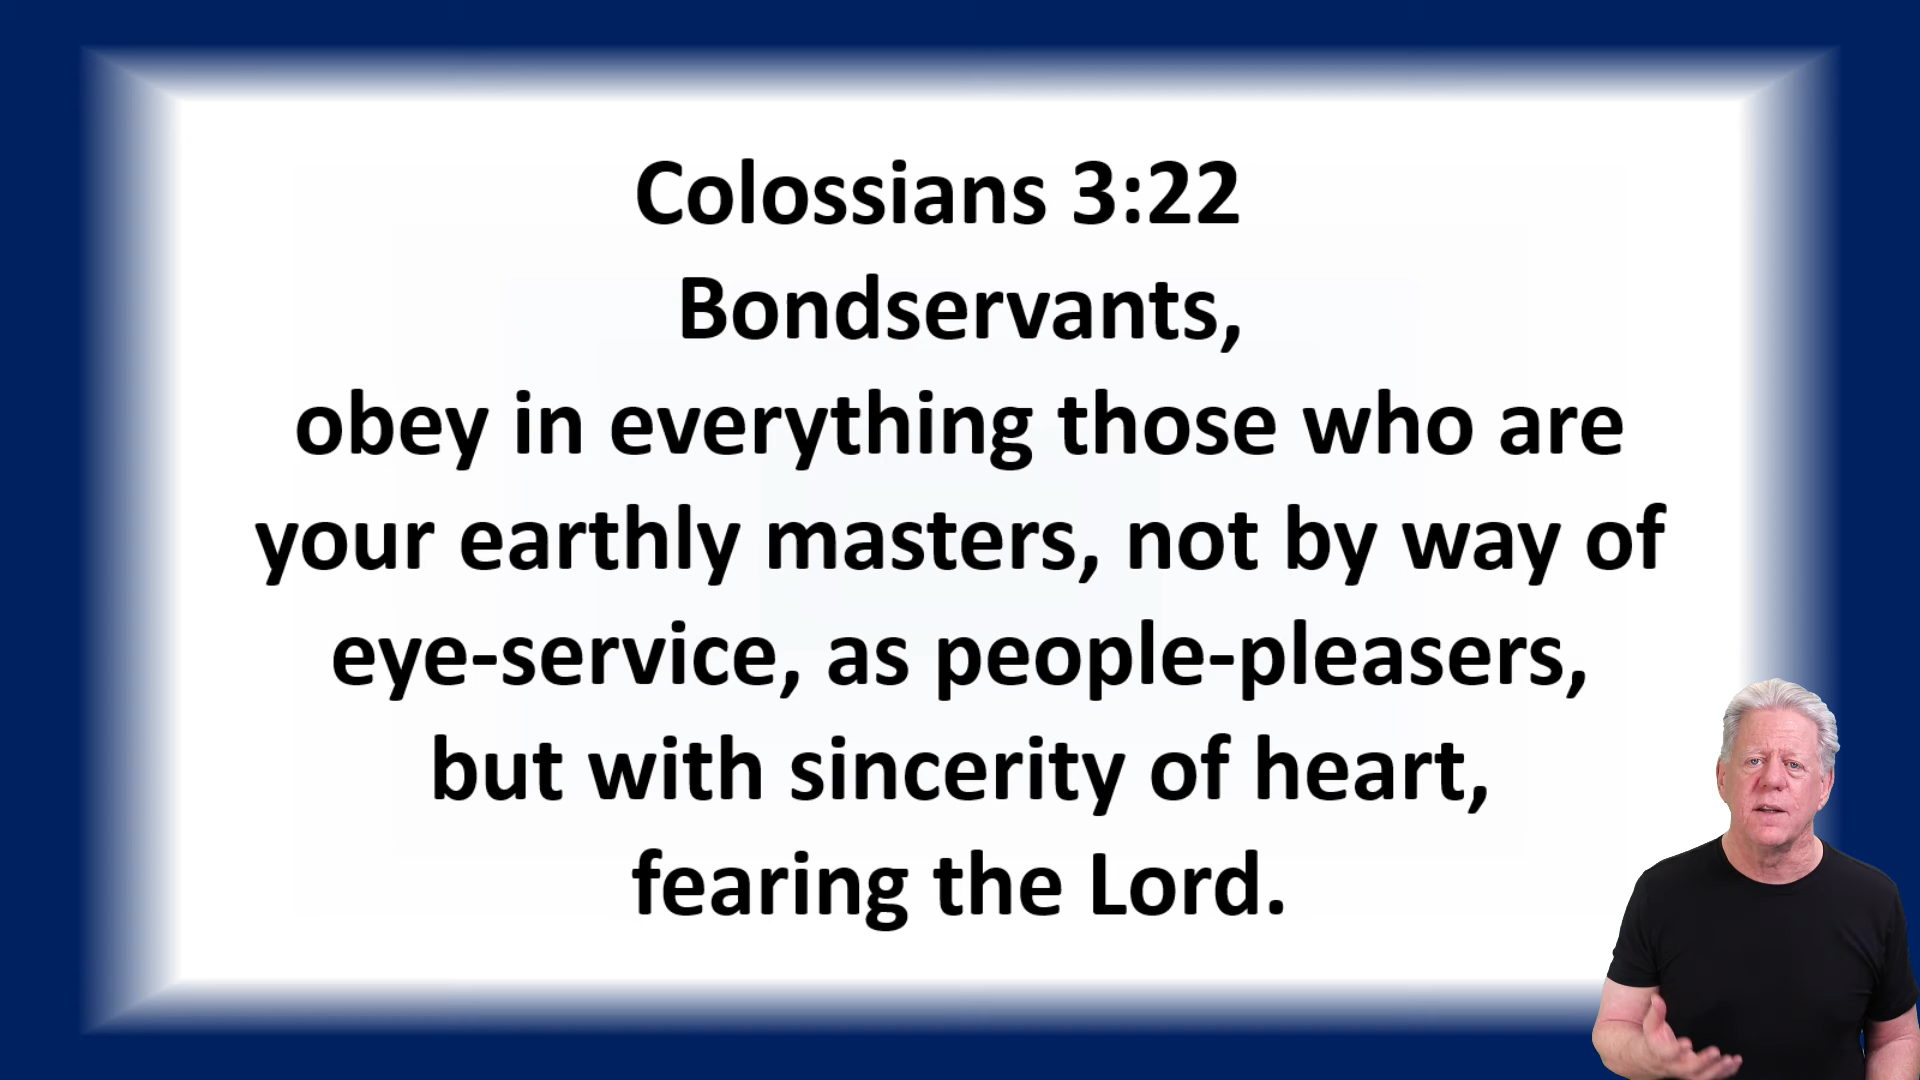 Colossians 3:22
Bondservants,
obey in everything those who are
your earthly masters, not by way of
eye-service, as people-pleasers,
but with sincerity of heart,
fearing the Lord.